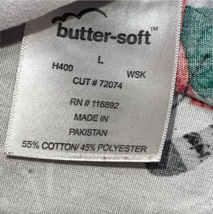 butter-soft™
L
H400 WSK
CUT # 72074
RN # 116892
MADE IN
PAKISTAN
55% COTTON/ 45% POLYESTER